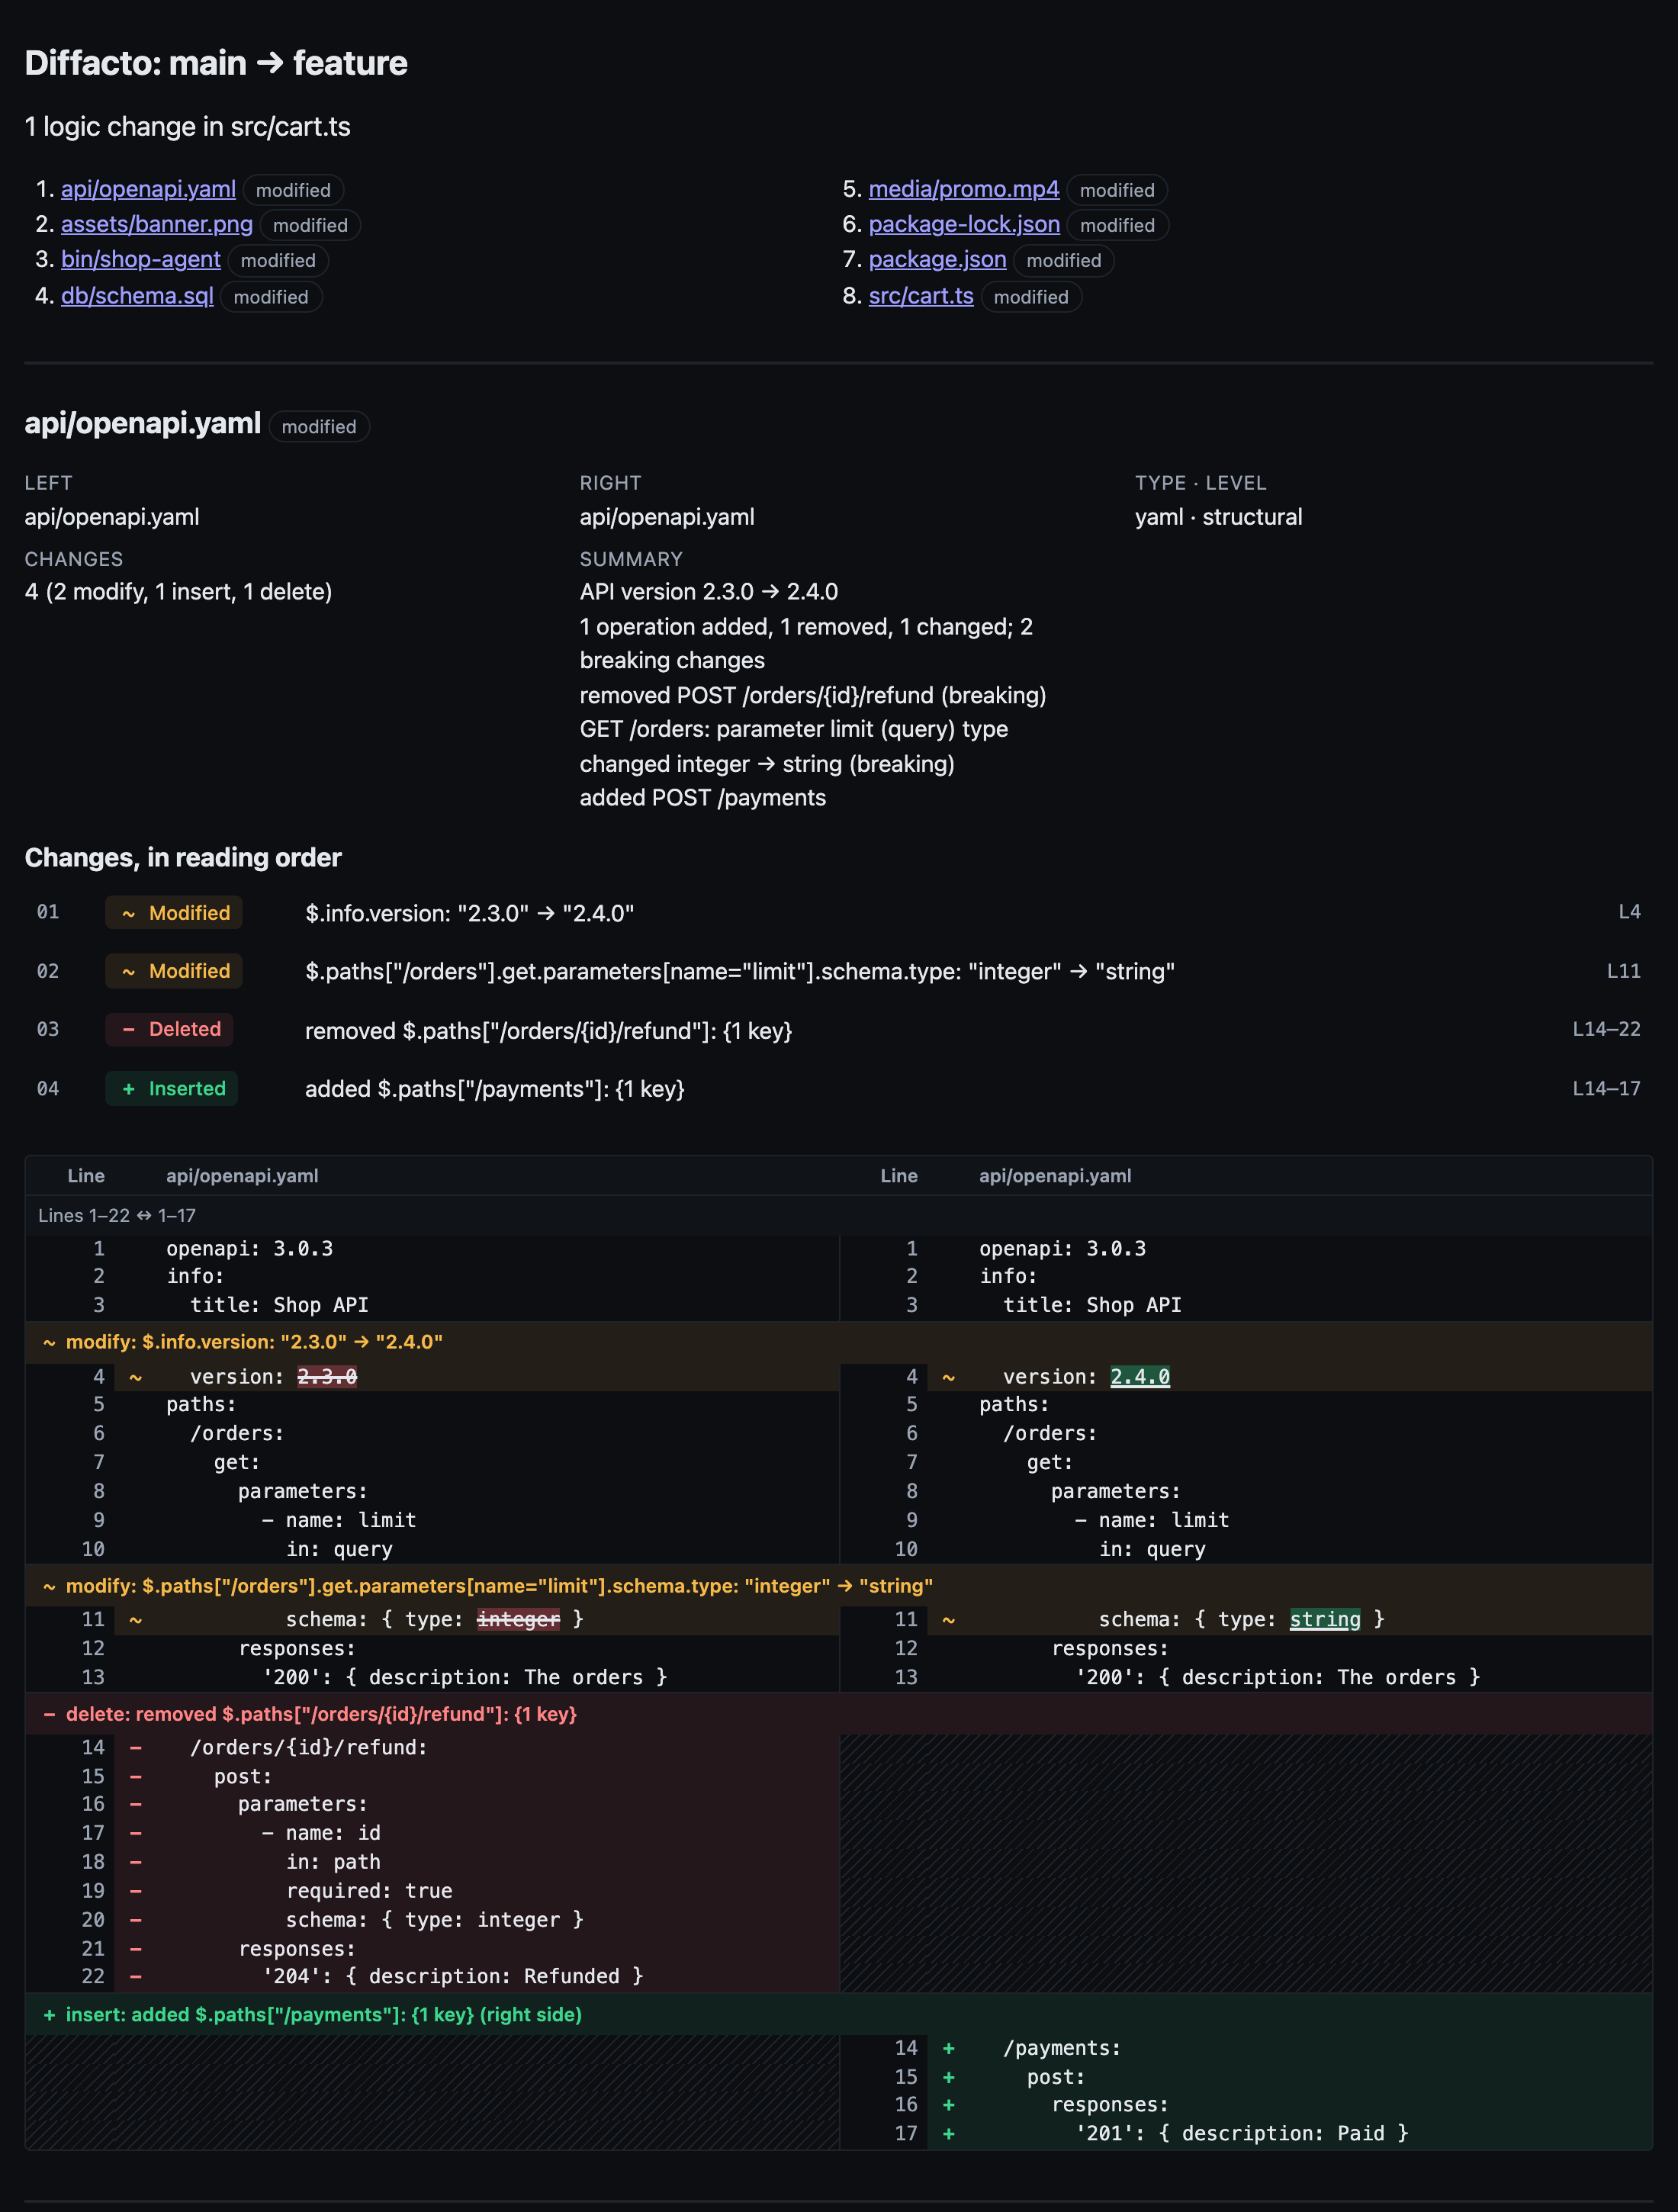 Diffacto: main → feature
1 logic change in src/cart.ts
1. api/openapi.yaml modified
2. assets/banner.png modified
3. bin/shop-agent modified
4. db/schema.sql modified
5. media/promo.mp4 modified
6. package-lock.json modified
7. package.json modified
8. src/cart.ts modified
api/openapi.yaml modified
LEFT
api/openapi.yaml
RIGHT
api/openapi.yaml
TYPE · LEVEL
yaml · structural
CHANGES
4 (2 modify, 1 insert, 1 delete)
SUMMARY
API version 2.3.0 → 2.4.0
1 operation added, 1 removed, 1 changed; 2
breaking changes
removed POST /orders/{id}/refund (breaking)
GET /orders: parameter limit (query) type
changed integer → string (breaking)
added POST /payments
Changes, in reading order
01 ~ Modified $.info.version: "2.3.0" → "2.4.0" L4
02 ~ Modified $.paths["/orders"].get.parameters[name="limit"].schema.type: "integer" → "string" L11
03 − Deleted removed $.paths["/orders/{id}/refund"]: {1 key} L14–22
04 + Inserted added $.paths["/payments"]: {1 key} L14–17
Line api/openapi.yaml Line api/openapi.yaml
Lines 1–22 ↔ 1–17
1 openapi: 3.0.3 1 openapi: 3.0.3
2 info: 2 info:
3 title: Shop API 3 title: Shop API
~ modify: $.info.version: "2.3.0" → "2.4.0"
4 ~ version: 2.3.0 4 ~ version: 2.4.0
5 paths: 5 paths:
6 /orders: 6 /orders:
7 get: 7 get:
8 parameters: 8 parameters:
9 - name: limit 9 - name: limit
10 in: query 10 in: query
~ modify: $.paths["/orders"].get.parameters[name="limit"].schema.type: "integer" → "string"
11 ~ schema: { type: integer } 11 ~ schema: { type: string }
12 responses: 12 responses:
13 '200': { description: The orders } 13 '200': { description: The orders }
− delete: removed $.paths["/orders/{id}/refund"]: {1 key}
14 − /orders/{id}/refund:
15 − post:
16 − parameters:
17 − - name: id
18 − in: path
19 − required: true
20 − schema: { type: integer }
21 − responses:
22 − '204': { description: Refunded }
+ insert: added $.paths["/payments"]: {1 key} (right side)
14 + /payments:
15 + post:
16 + responses:
17 + '201': { description: Paid }